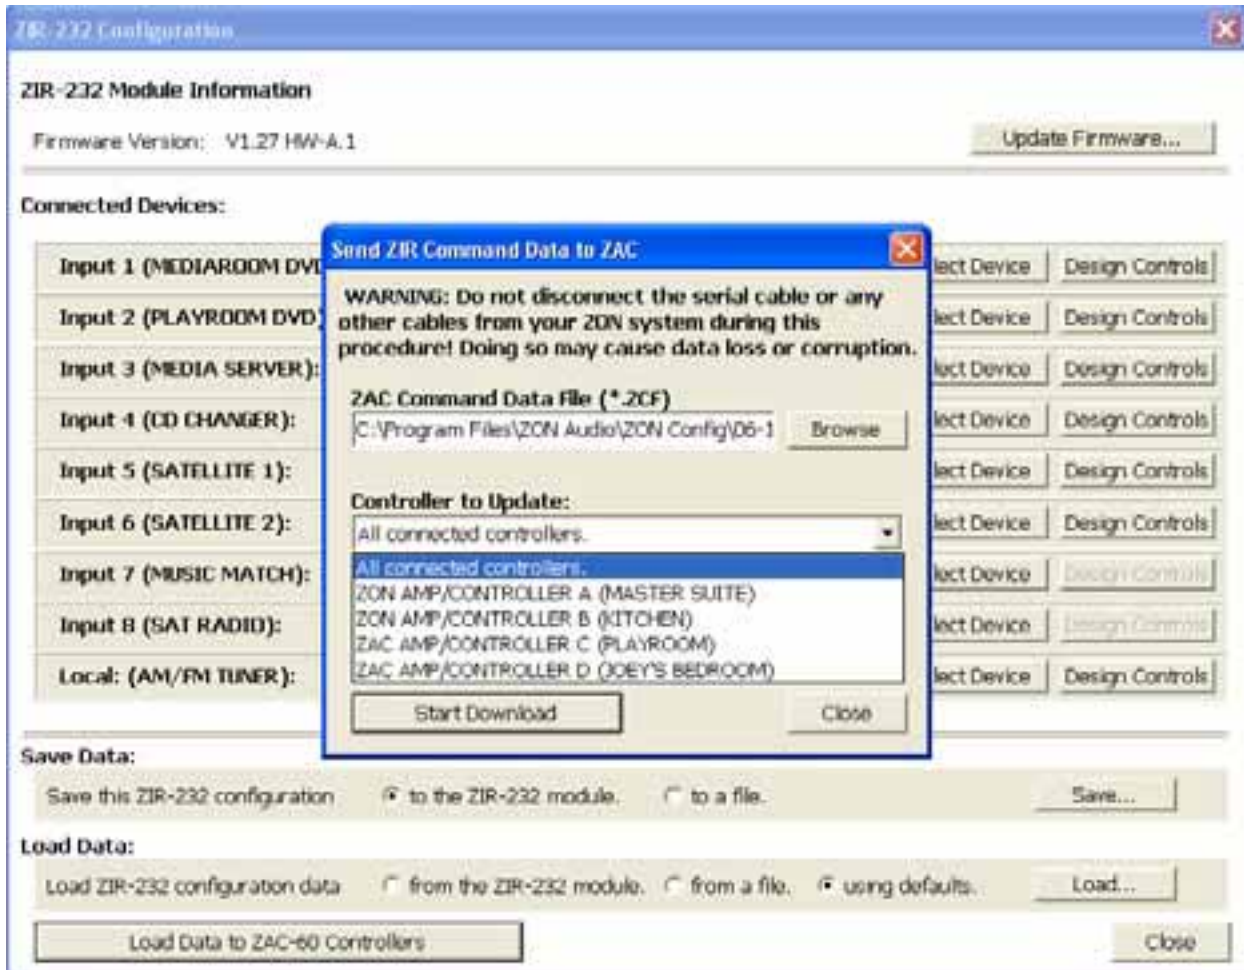 ZIR-232 Configuration
ZIR-232 Module Information
Firmware Version: V1.27 HW-A.1
Update Firmware...
Connected Devices:
Input 1 (MEDIAROOM DVD
lect Device
Design Controls
Input 2 (PLAYROOM DVD)
lect Device
Design Controls
Input 3 (MEDIA SERVER):
lect Device
Design Controls
Input 4 (CD CHANGER):
lect Device
Design Controls
Input 5 (SATELLITE 1):
lect Device
Design Controls
Input 6 (SATELLITE 2):
lect Device
Design Controls
Input 7 (MUSIC MATCH):
lect Device
Design Controls
Input 8 (SAT RADIO):
lect Device
Design Controls
Local: (AM/FM TUNER):
lect Device
Design Controls
Send ZIR Command Data to ZAC
WARNING: Do not disconnect the serial cable or any
other cables from your ZON system during this
procedure! Doing so may cause data loss or corruption.
ZAC Command Data File (*.ZCF)
C:\Program Files\ZON Audio\ZON Config\06-1
Browse
Controller to Update:
All connected controllers.
All connected controllers.
ZON AMP/CONTROLLER A (MASTER SUITE)
ZON AMP/CONTROLLER B (KITCHEN)
ZAC AMP/CONTROLLER C (PLAYROOM)
ZAC AMP/CONTROLLER D (JOEY'S BEDROOM)
Start Download
Close
Save Data:
Save this ZIR-232 configuration
to the ZIR-232 module.
to a file.
Save...
Load Data:
Load ZIR-232 configuration data
from the ZIR-232 module.
from a file.
using defaults.
Load...
Load Data to ZAC-60 Controllers
Close